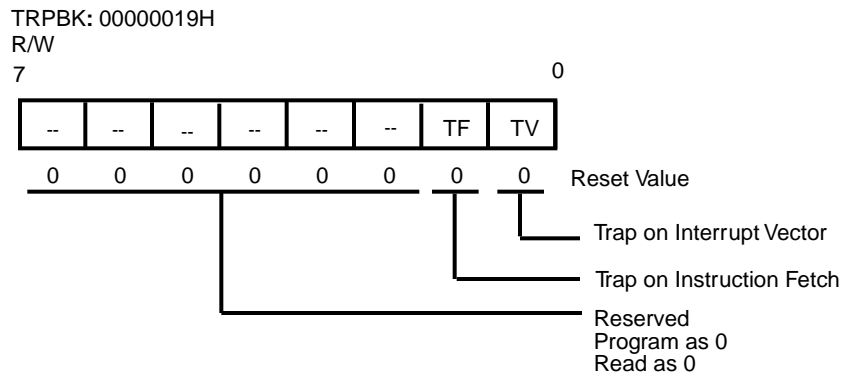 TRPBK: 00000019H
R/W
7 0
-- -- -- -- -- -- TF TV
0 0 0 0 0 0 0 0 Reset Value
Trap on Interrupt Vector
Trap on Instruction Fetch
Reserved
Program as 0
Read as 0